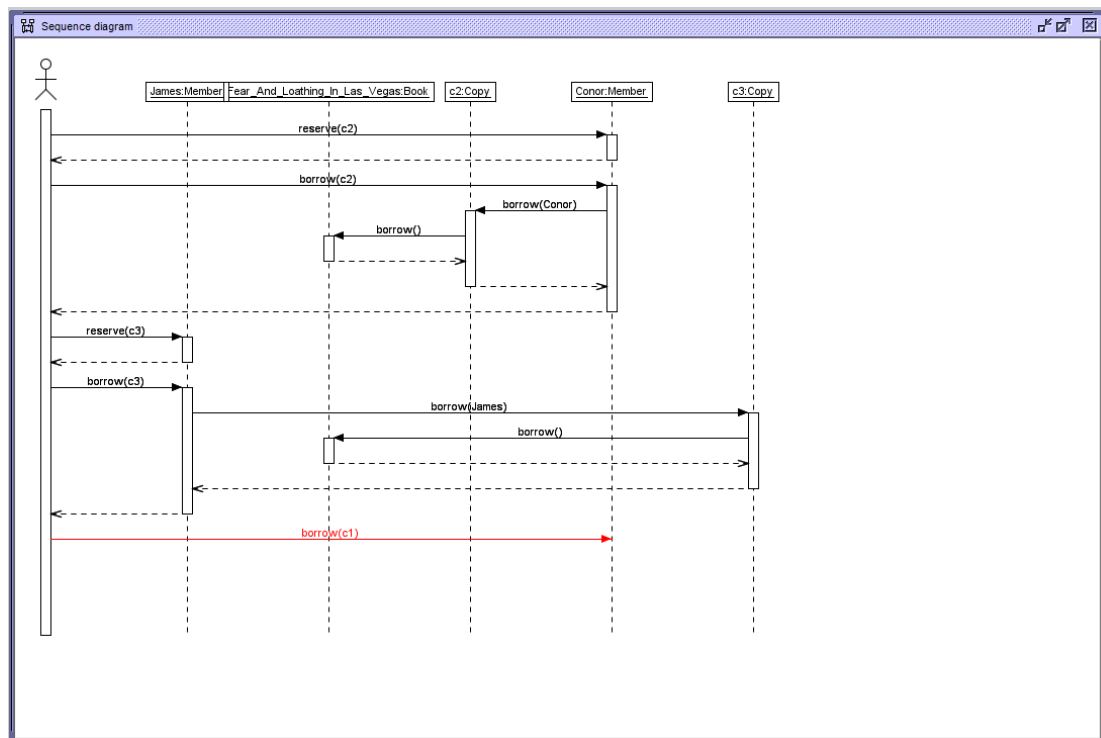 Sequence diagram
James:Member Fear_And_Loathing_In_Las_Vegas:Book c2:Copy Conor:Member c3:Copy
reserve(c2)
borrow(c2)
borrow(Conor)
borrow()
reserve(c3)
borrow(c3)
borrow(James)
borrow()
borrow(c1)